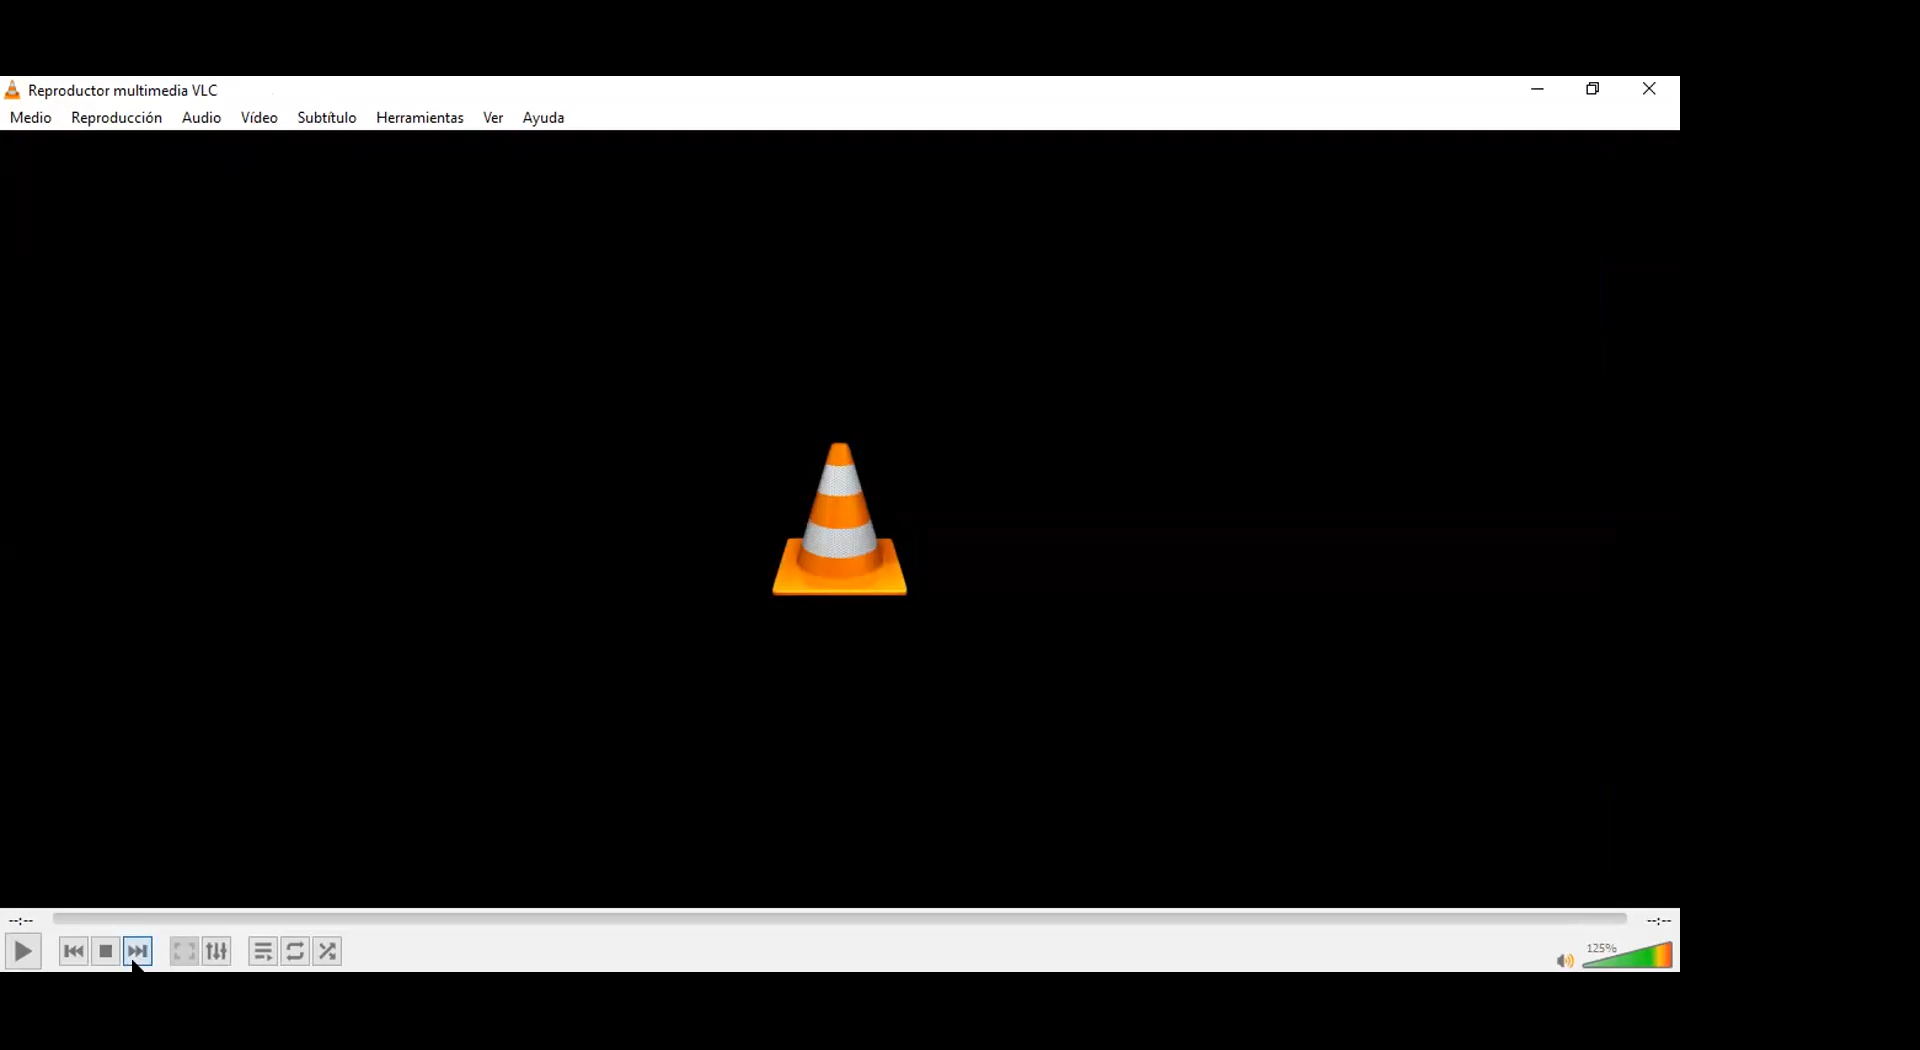 Reproductor multimedia VLC
Medio Reproducción Audio Vídeo Subtítulo Herramientas Ver Ayuda
--:-- --:--
125%